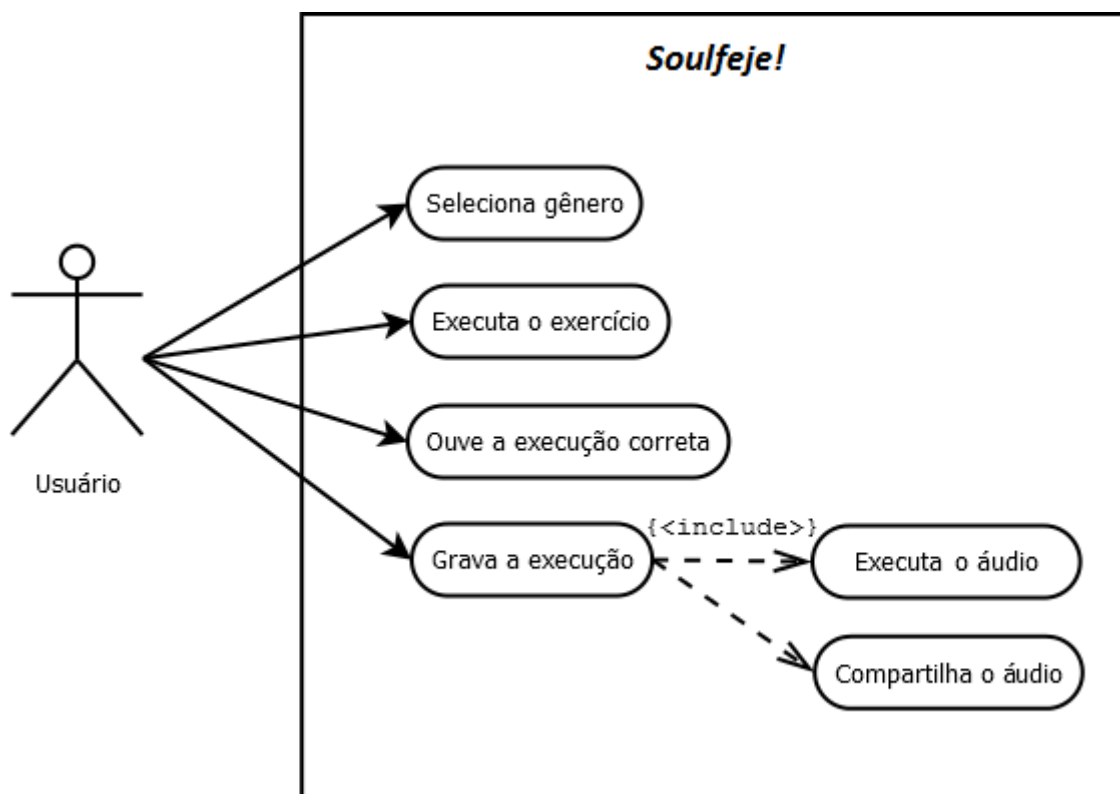 Soulfeje!
Seleciona gênero
Executa o exercício
Ouve a execução correta
Usuário
Grava a execução
{<include>}
Executa o áudio
Compartilha o áudio